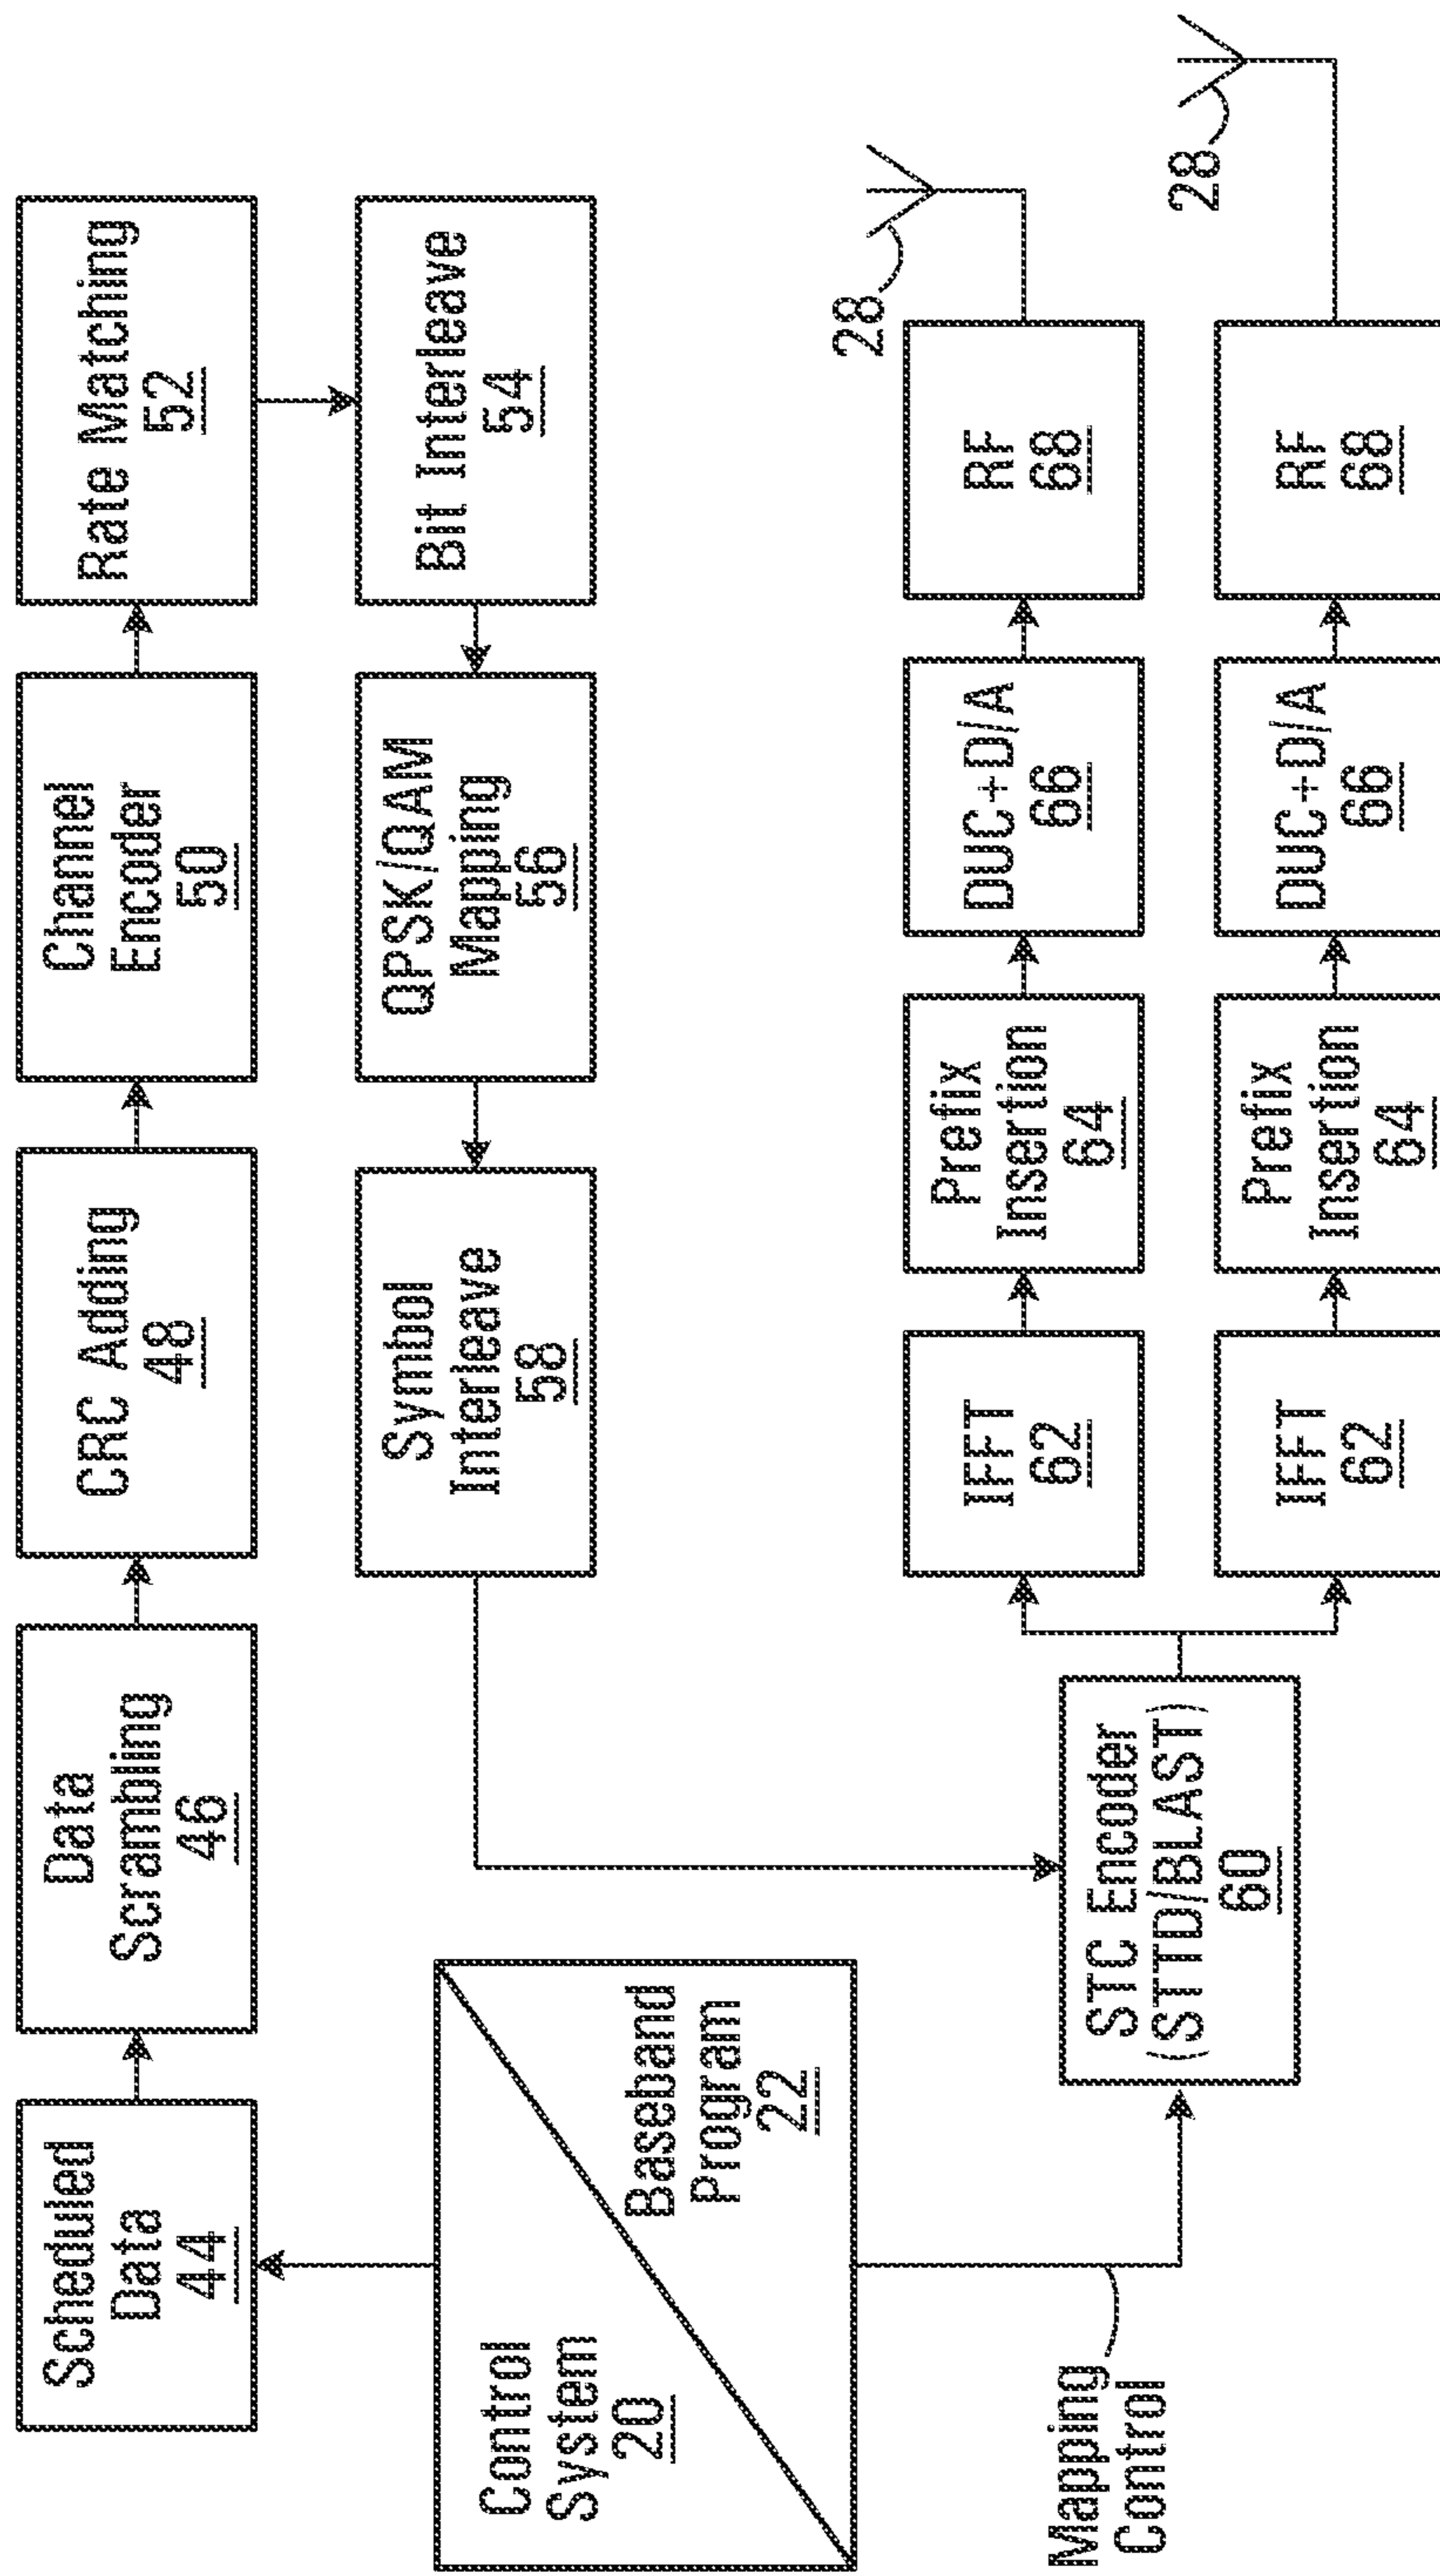 Scheduled
Data
44
Data
Scrambling
46
CRC Adding
48
Channel
Encoder
50
Rate Matching
52
Control
System
20
Baseband
Program
22
Symbol
Interleave
58
QPSK/QAM
Mapping
56
Bit Interleave
54
Mapping
Control
STC Encoder
(STTD/BLAST)
60
IFFT
62
Prefix
Insertion
64
DUC+D/A
66
RF
68
28
IFFT
62
Prefix
Insertion
64
DUC+D/A
66
RF
68
28